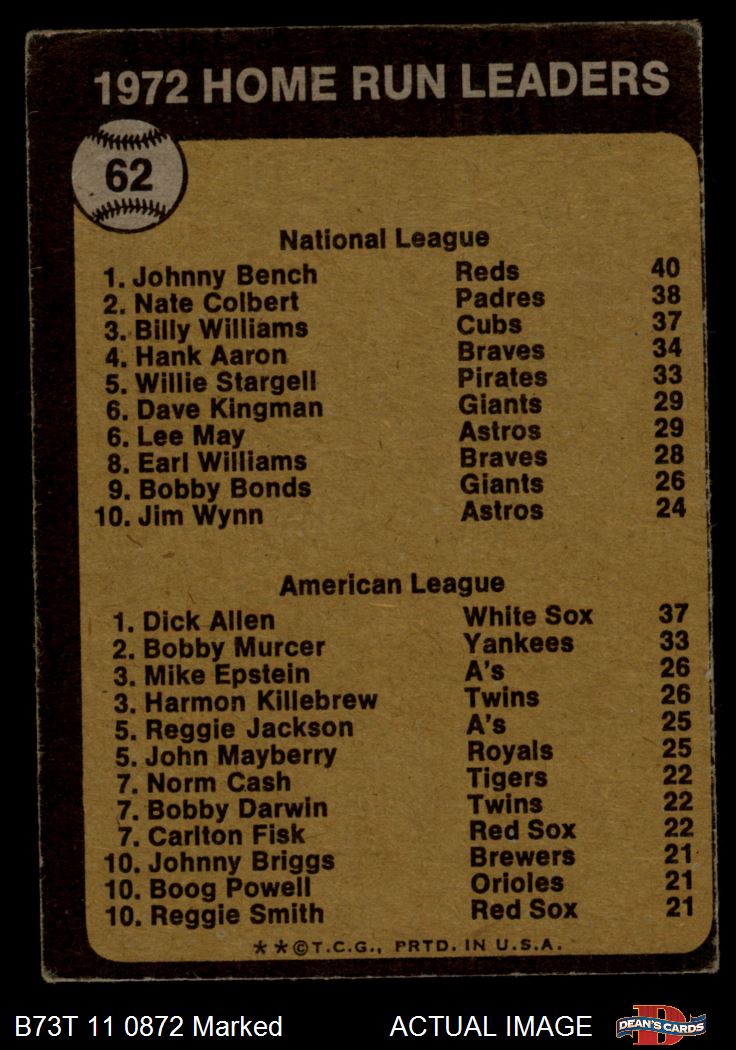 1972 HOME RUN LEADERS
62
National League
1. Johnny Bench Reds 40
2. Nate Colbert Padres 38
3. Billy Williams Cubs 37
4. Hank Aaron Braves 34
5. Willie Stargell Pirates 33
6. Dave Kingman Giants 29
6. Lee May Astros 29
8. Earl Williams Braves 28
9. Bobby Bonds Giants 26
10. Jim Wynn Astros 24
American League
1. Dick Allen White Sox 37
2. Bobby Murcer Yankees 33
3. Mike Epstein A's 26
3. Harmon Killebrew Twins 26
5. Reggie Jackson A's 25
5. John Mayberry Royals 25
7. Norm Cash Tigers 22
7. Bobby Darwin Twins 22
7. Carlton Fisk Red Sox 22
10. Johnny Briggs Brewers 21
10. Boog Powell Orioles 21
10. Reggie Smith Red Sox 21
**©T.C.G., PRTD. IN U.S.A.
B73T 11 0872 Marked ACTUAL IMAGE DEAN'S CARDS